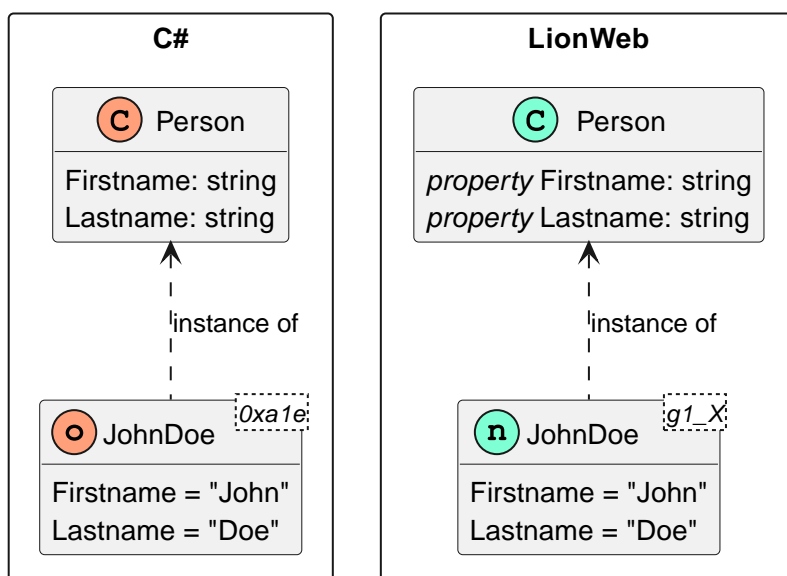 C#
C Person
Firstname: string
Lastname: string
instance of
0xa1e
o JohnDoe
Firstname = "John"
Lastname = "Doe"
LionWeb
C Person
property Firstname: string
property Lastname: string
instance of
g1_X
n JohnDoe
Firstname = "John"
Lastname = "Doe"